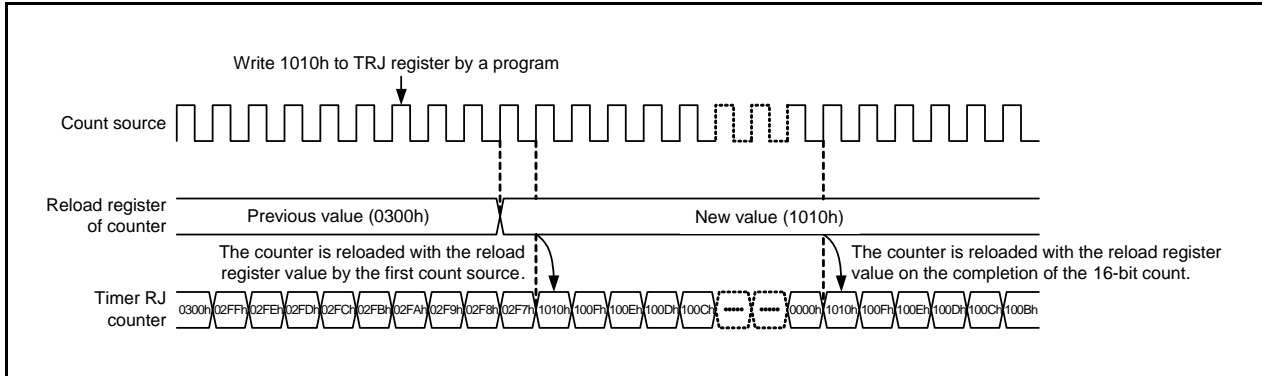 Write 1010h to TRJ register by a program
Count source
Reload register
of counter
Previous value (0300h)
New value (1010h)
The counter is reloaded with the reload
register value by the first count source.
The counter is reloaded with the reload register
value on the completion of the 16-bit count.
Timer RJ
counter
0300h 02FFh 02FEh 02FDh 02FCh 02FBh 02FAh 02F9h 02F8h 02F7h 1010h 100Fh 100Eh 100Dh 100Ch ••••• ••••• 0000h 1010h 100Fh 100Eh 100Dh 100Ch 100Bh